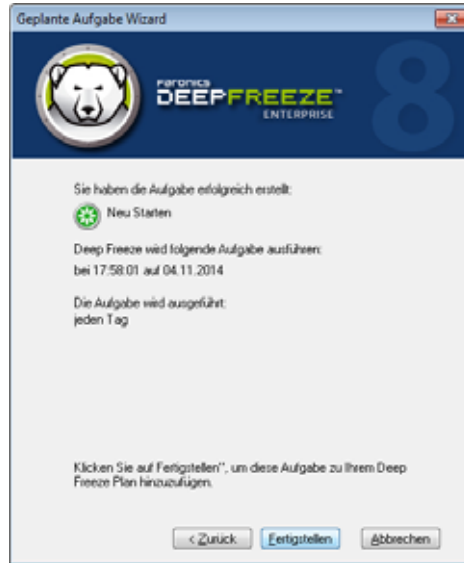 Geplante Aufgabe Wizard
FARONICS
DEEPFREEZE™
ENTERPRISE
8
Sie haben die Aufgabe erfolgreich erstellt:
Neu Starten
Deep Freeze wird folgende Aufgabe ausführen:
bei 17:58:01 auf 04.11.2014
Die Aufgabe wird ausgeführt:
jeden Tag
Klicken Sie auf Fertigstellen", um diese Aufgabe zu Ihrem Deep
Freeze Plan hinzuzufügen.
< Zurück
Fertigstellen
Abbrechen